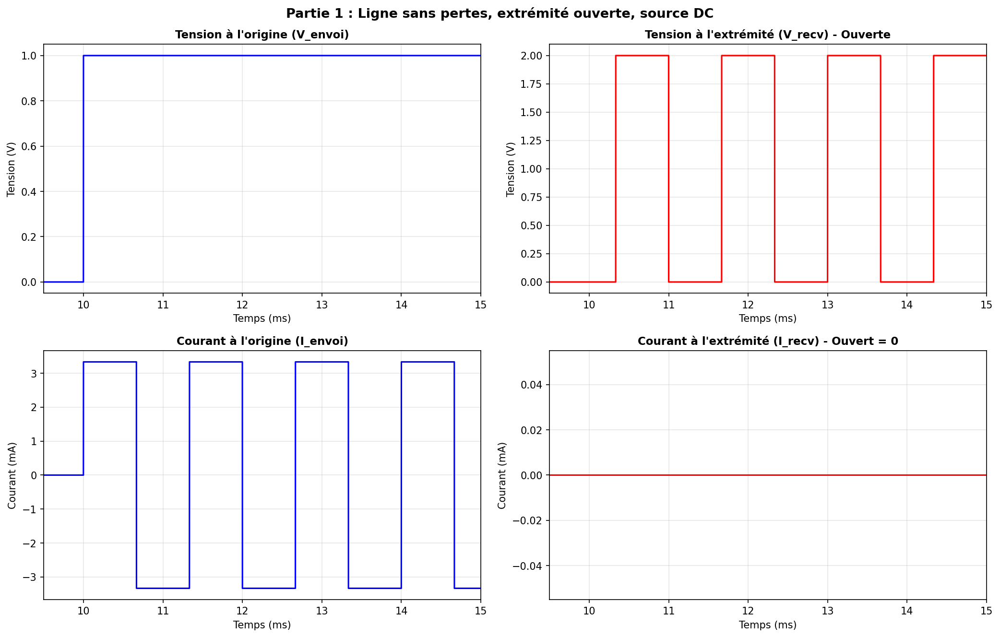 Partie 1 : Ligne sans pertes, extrémité ouverte, source DC
Tension à l'origine (V_envoi)
1.0
0.8
0.6
0.4
0.2
0.0
Tension (V)
10 11 12 13 14 15
Temps (ms)
Tension à l'extrémité (V_recv) - Ouverte
2.00
1.75
1.50
1.25
1.00
0.75
0.50
0.25
0.00
Tension (V)
10 11 12 13 14 15
Temps (ms)
Courant à l'origine (I_envoi)
3
2
1
0
−1
−2
−3
Courant (mA)
10 11 12 13 14 15
Temps (ms)
Courant à l'extrémité (I_recv) - Ouvert = 0
0.04
0.02
0.00
−0.02
−0.04
Courant (mA)
10 11 12 13 14 15
Temps (ms)